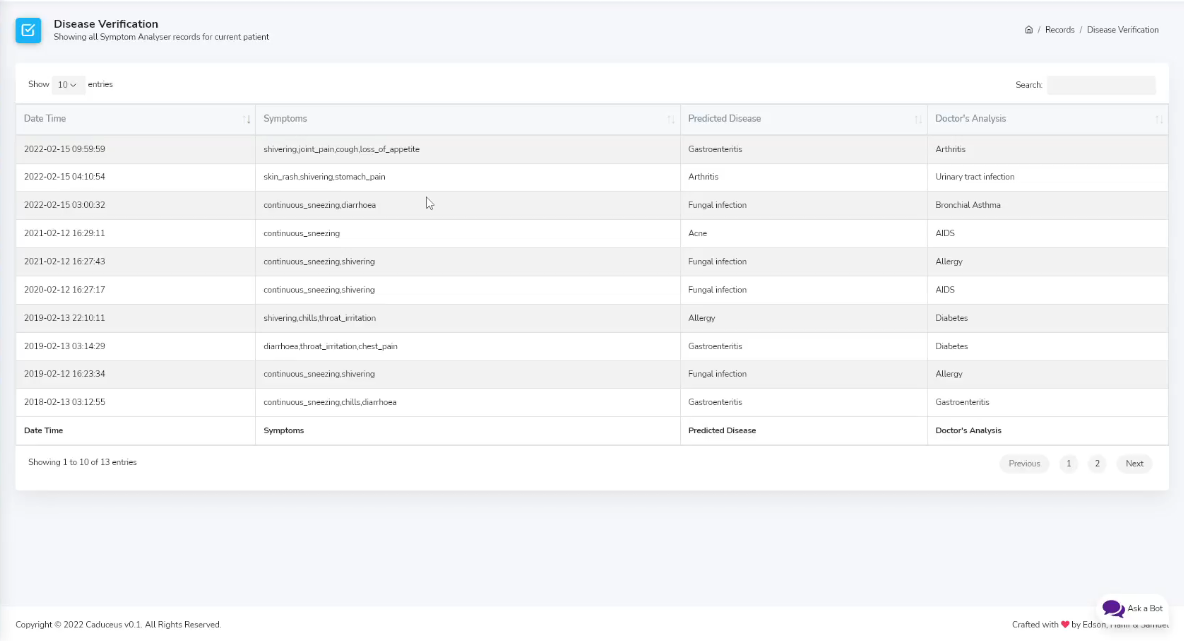 Disease Verification
Showing all Symptom Analyser records for current patient
/ Records / Disease Verification
Show 10 entries
Search:
Date Time Symptoms Predicted Disease Doctor's Analysis
2022-02-15 09:59:59 shivering,joint_pain,cough,loss_of_appetite Gastroenteritis Arthritis
2022-02-15 04:10:54 skin_rash,shivering,stomach_pain Arthritis Urinary tract infection
2022-02-15 03:00:32 continuous_sneezing,diarrhoea Fungal infection Bronchial Asthma
2021-02-12 16:29:11 continuous_sneezing Acne AIDS
2021-02-12 16:27:43 continuous_sneezing,shivering Fungal infection Allergy
2020-02-12 16:27:17 continuous_sneezing,shivering Fungal infection AIDS
2019-02-13 22:10:11 shivering,chills,throat_irritation Allergy Diabetes
2019-02-13 03:14:29 diarrhoea,throat_irritation,chest_pain Gastroenteritis Diabetes
2019-02-12 16:23:34 continuous_sneezing,shivering Fungal infection Allergy
2018-02-13 03:12:55 continuous_sneezing,chills,diarrhoea Gastroenteritis Gastroenteritis
Date Time Symptoms Predicted Disease Doctor's Analysis
Showing 1 to 10 of 13 entries
Previous 1 2 Next
Ask a Bot
Copyright © 2022 Caduceus v0.1. All Rights Reserved.
Crafted with ❤ by Edson,